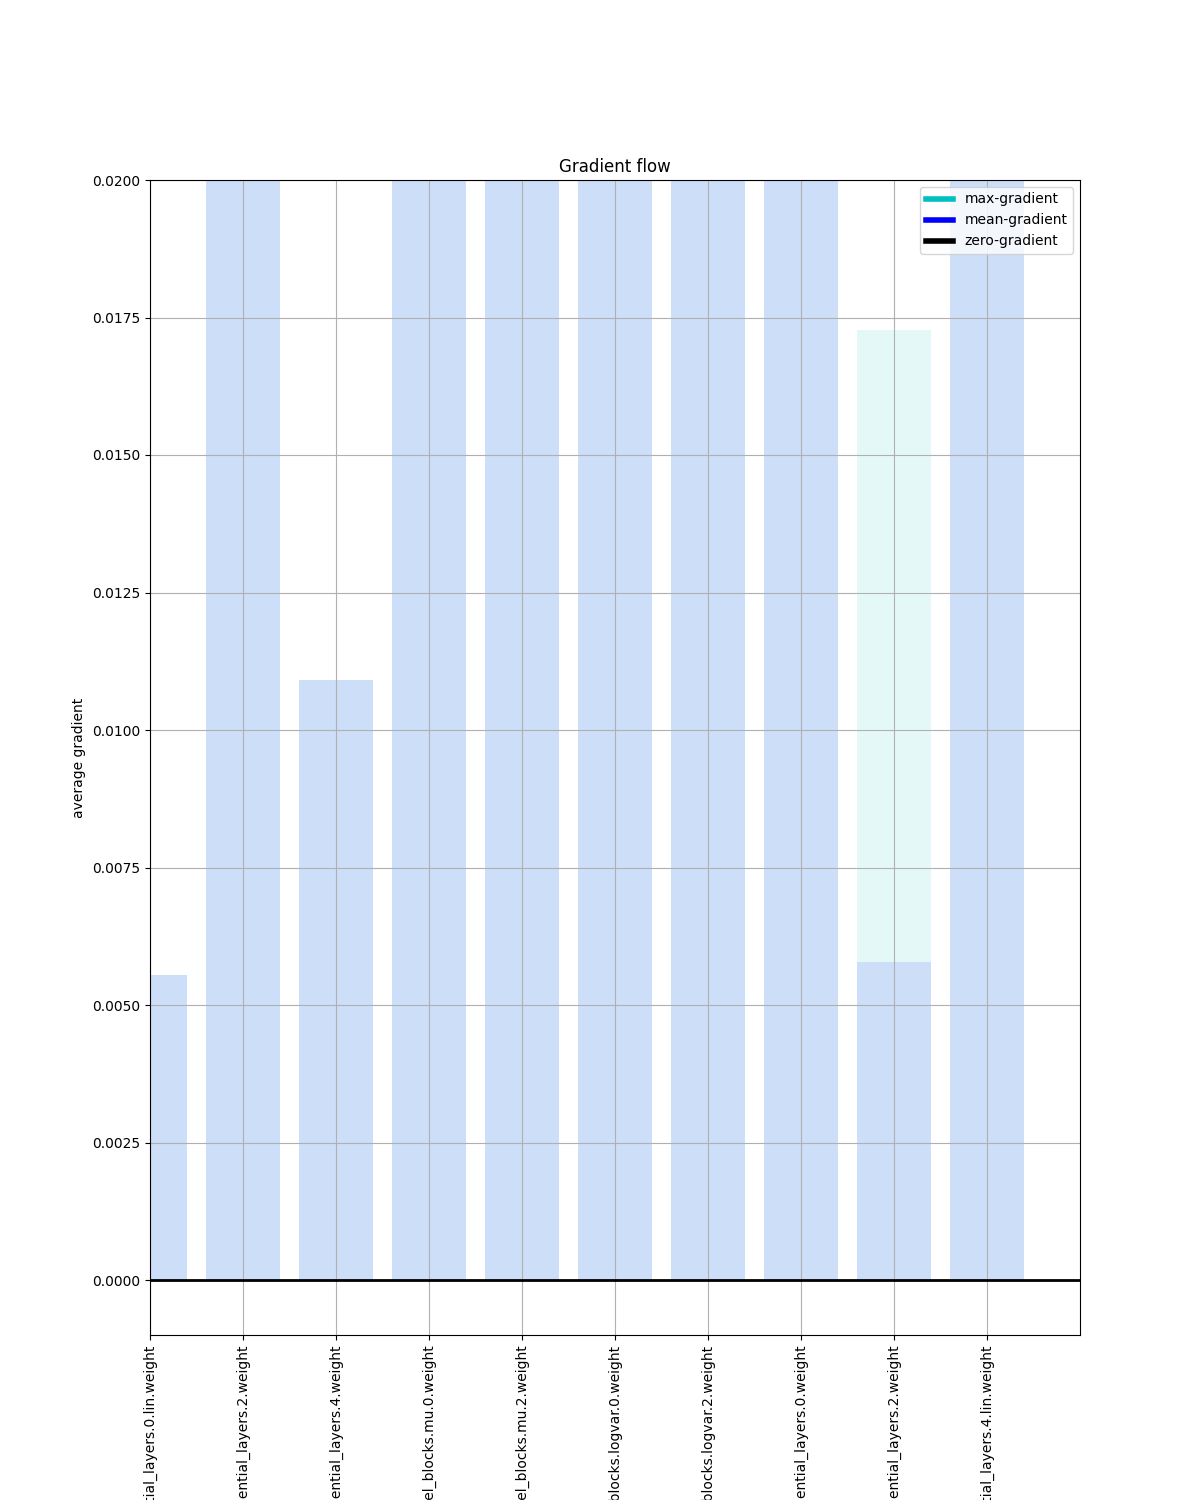 Gradient flow
max-gradient
mean-gradient
zero-gradient
0.0200
0.0175
0.0150
0.0125
0.0100
0.0075
0.0050
0.0025
0.0000
average gradient
tial_layers.0.lin.weight
ential_layers.2.weight
ential_layers.4.weight
el_blocks.mu.0.weight
el_blocks.mu.2.weight
blocks.logvar.0.weight
blocks.logvar.2.weight
ential_layers.0.weight
ential_layers.2.weight
tial_layers.4.lin.weight